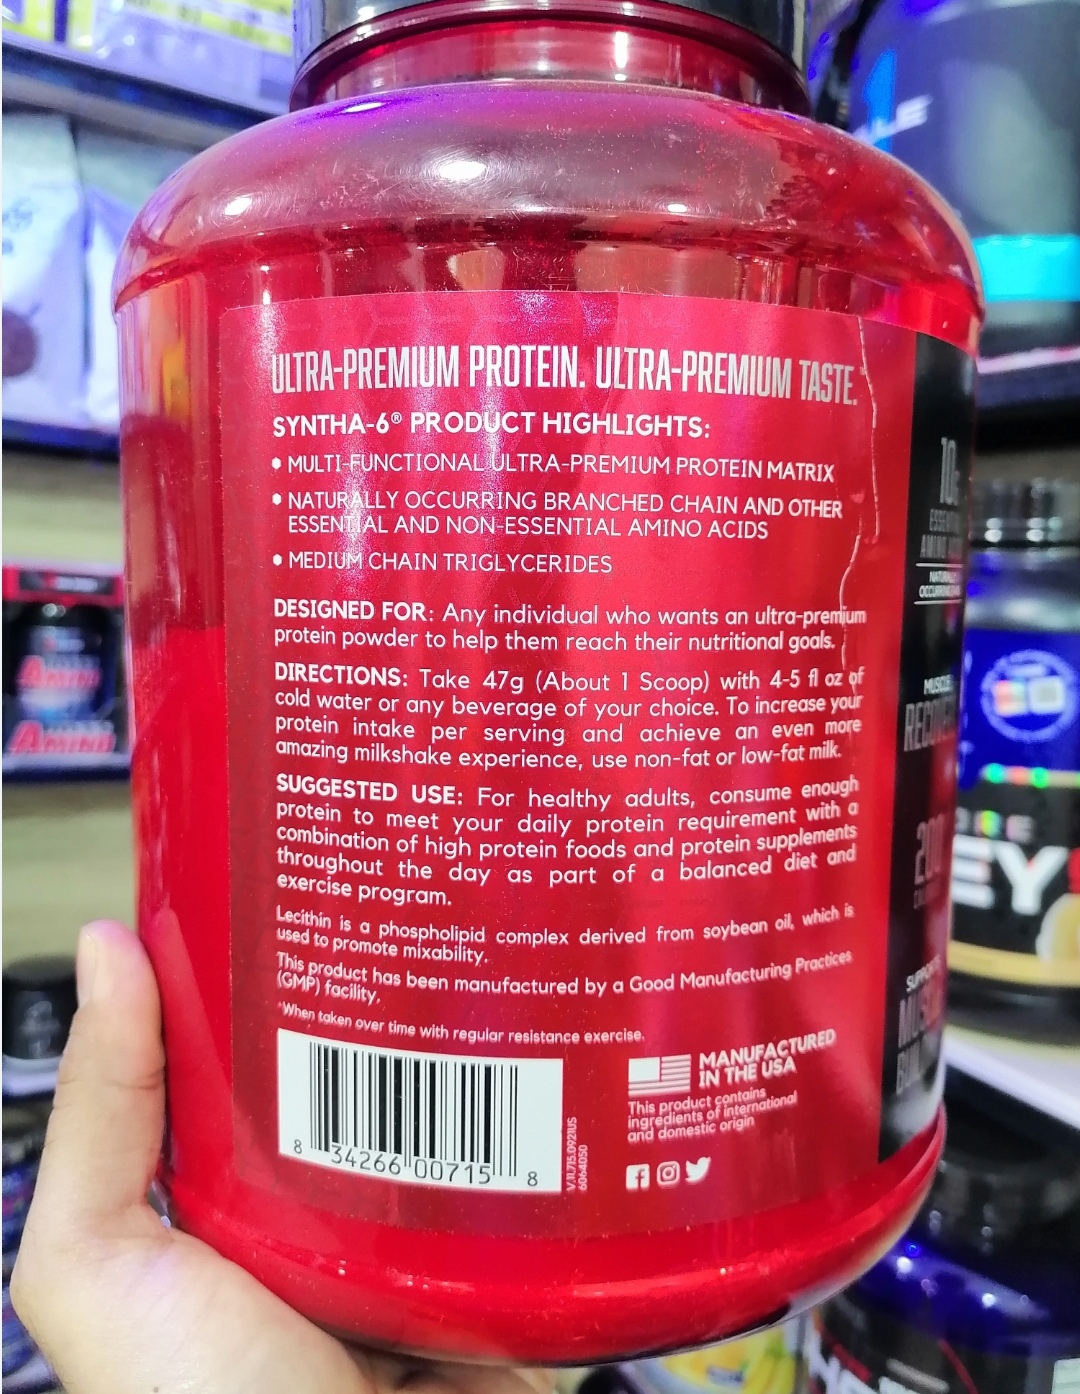 ULTRA-PREMIUM PROTEIN. ULTRA-PREMIUM TASTE.
SYNTHA-6® PRODUCT HIGHLIGHTS:
• MULTI-FUNCTIONAL ULTRA-PREMIUM PROTEIN MATRIX
• NATURALLY OCCURRING BRANCHED CHAIN AND OTHER
ESSENTIAL AND NON-ESSENTIAL AMINO ACIDS
• MEDIUM CHAIN TRIGLYCERIDES
DESIGNED FOR: Any individual who wants an ultra-premium
protein powder to help them reach their nutritional goals.
DIRECTIONS: Take 47g (About 1 Scoop) with 4-5 fl oz of
cold water or any beverage of your choice. To increase your
protein intake per serving and achieve an even more
amazing milkshake experience, use non-fat or low-fat milk.
SUGGESTED USE: For healthy adults, consume enough
protein to meet your daily protein requirement with a
combination of high protein foods and protein supplements
throughout the day as part of a balanced diet and
exercise program.
Lecithin is a phospholipid complex derived from soybean oil, which is
used to promote mixability.
This product has been manufactured by a Good Manufacturing Practices
(GMP) facility,
^When taken over time with regular resistance exercise.
MANUFACTURED
IN THE USA
This product contains
ingredients of international
and domestic origin
8 34266 00715 8
V.11.715.0921US
6064050
AMINO
AMINO